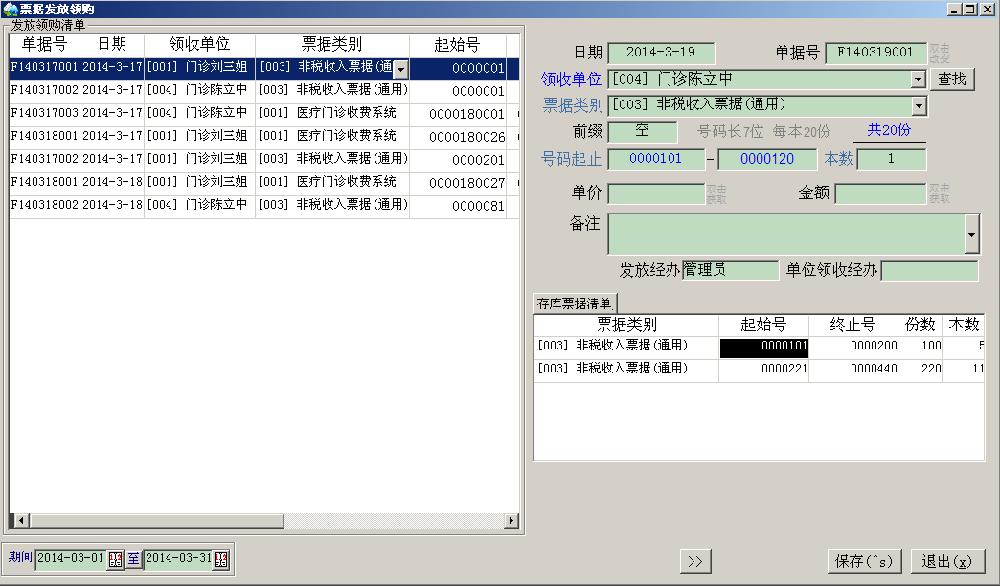 票据发放领购
发放领购清单
单据号 日期 领收单位 票据类别 起始号
F140317001 2014-3-17 [001] 门诊刘三姐 [003] 非税收入票据(通 0000001
F140317002 2014-3-17 [004] 门诊陈立中 [003] 非税收入票据(通用) 0000001
F140317003 2014-3-17 [004] 门诊陈立中 [001] 医疗门诊收费系统 0000180001
F140318001 2014-3-17 [001] 门诊刘三姐 [001] 医疗门诊收费系统 0000180026
F140317002 2014-3-17 [001] 门诊刘三姐 [003] 非税收入票据(通用) 0000201
F140318001 2014-3-18 [001] 门诊刘三姐 [001] 医疗门诊收费系统 0000180027
F140318002 2014-3-18 [004] 门诊陈立中 [003] 非税收入票据(通用) 0000081
期间 2014-03-01 至 2014-03-31
日期 2014-3-19 单据号 F140319001 双击改变
领收单位 [004] 门诊陈立中 查找
票据类别 [003] 非税收入票据(通用)
前缀 空 号码长7位 每本20份 共20份
号码起止 0000101 - 0000120 本数 1
单价 双击获取 金额 双击获取
备注
发放经办 管理员 单位领收经办
存库票据清单
票据类别 起始号 终止号 份数 本数
[003] 非税收入票据(通用) 0000101 0000200 100 5
[003] 非税收入票据(通用) 0000221 0000440 220 11
>> 保存(^s) 退出(x)